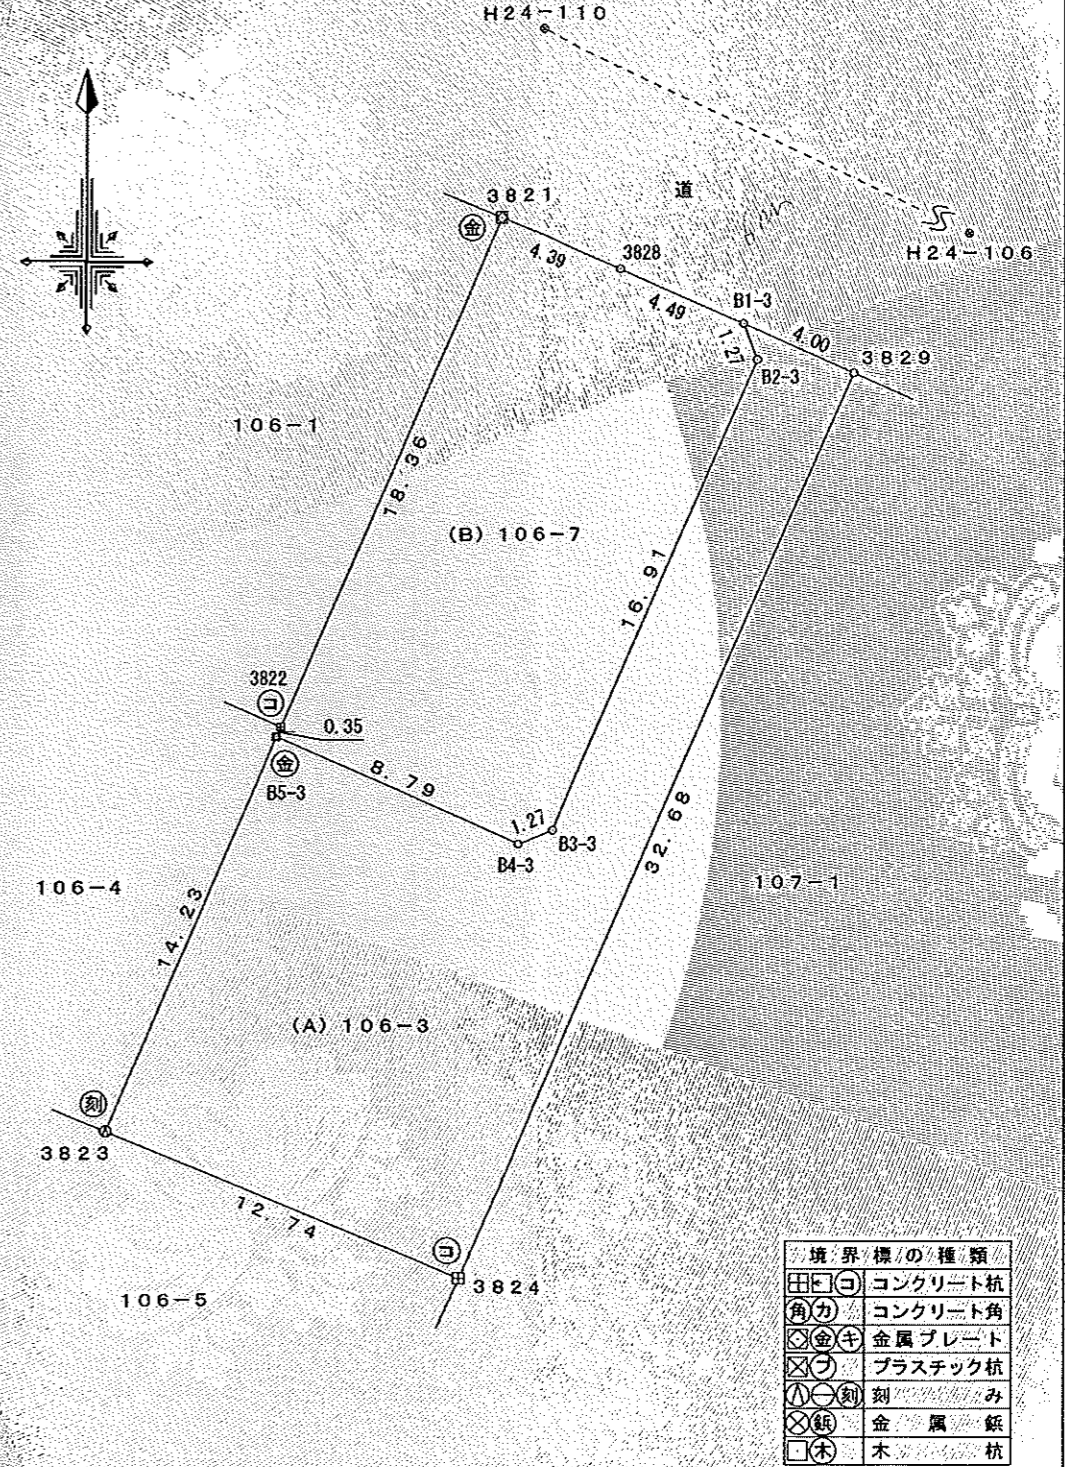 H24-110
3821
道
金
H24-106
4.39
3828
4.49
B1-3
4.00
1.27
3829
B2-3
106-1
18.36
(B) 106-7
16.91
3822
コ
0.35
金
B5-3
8.79
1.27
B3-3
B4-3
32.68
106-4
107-1
14.23
(A) 106-3
刻
3823
12.74
コ
3824
106-5
境界標の種類
コ コンクリート杭
角 カ コンクリート角
金 キ 金属プレート
プ プラスチック杭
刻 刻み
鋲 金属鋲
木 木杭